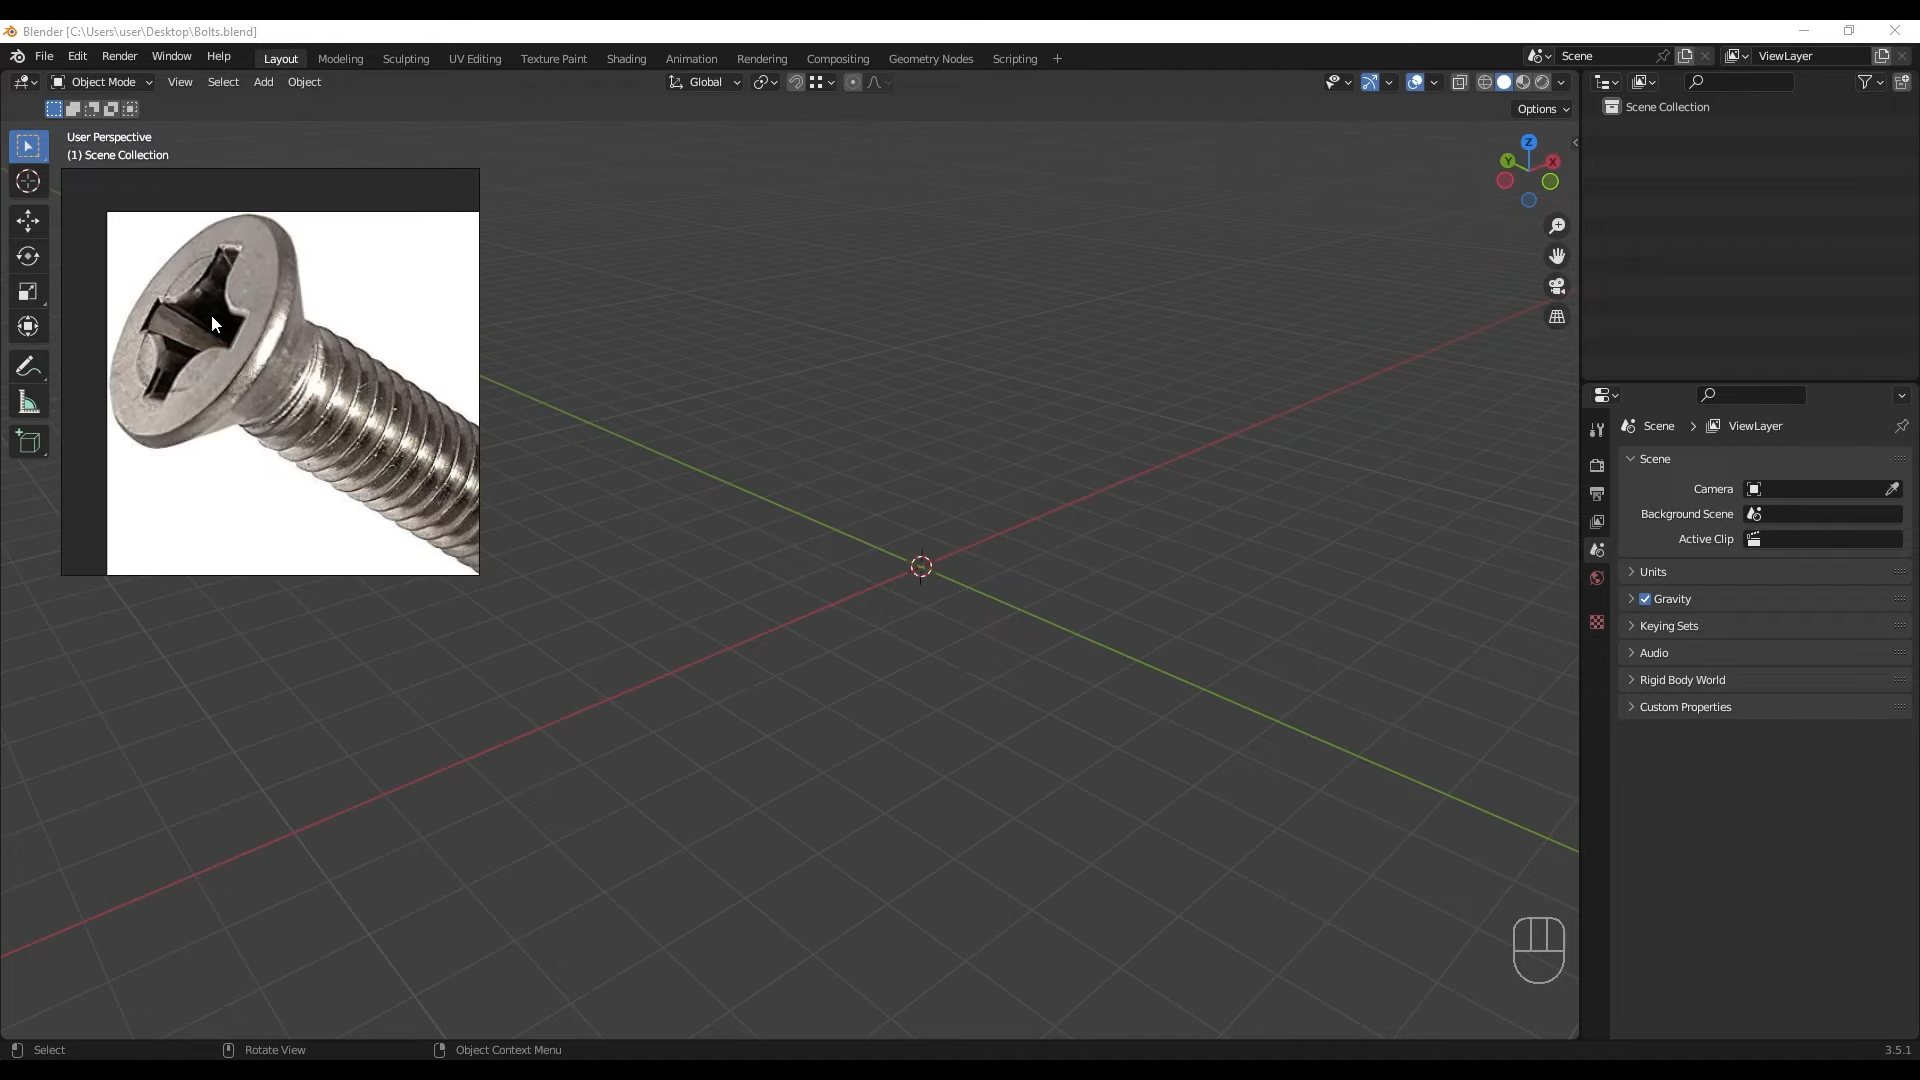 Blender [C:\Users\user\Desktop\Bolts.blend]
File Edit Render Window Help Layout Modeling Sculpting UV Editing Texture Paint Shading Animation Rendering Compositing Geometry Nodes Scripting + Scene ViewLayer
Object Mode View Select Add Object Global
Options
User Perspective
(1) Scene Collection
Z
Y X
Scene Collection
Scene > ViewLayer
Scene
Camera
Background Scene
Active Clip
Units
Gravity
Keying Sets
Audio
Rigid Body World
Custom Properties
Select Rotate View Object Context Menu 3.5.1